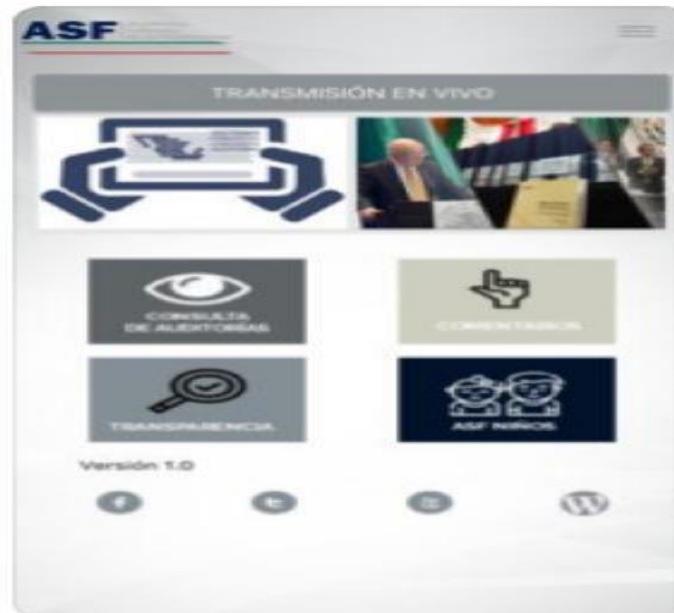 ASF
TRANSMISIÓN EN VIVO
CONSULTA
DE AUDITORÍAS
COMENTARIOS
TRANSPARENCIA
ASF NIÑOS
Versión 1.0